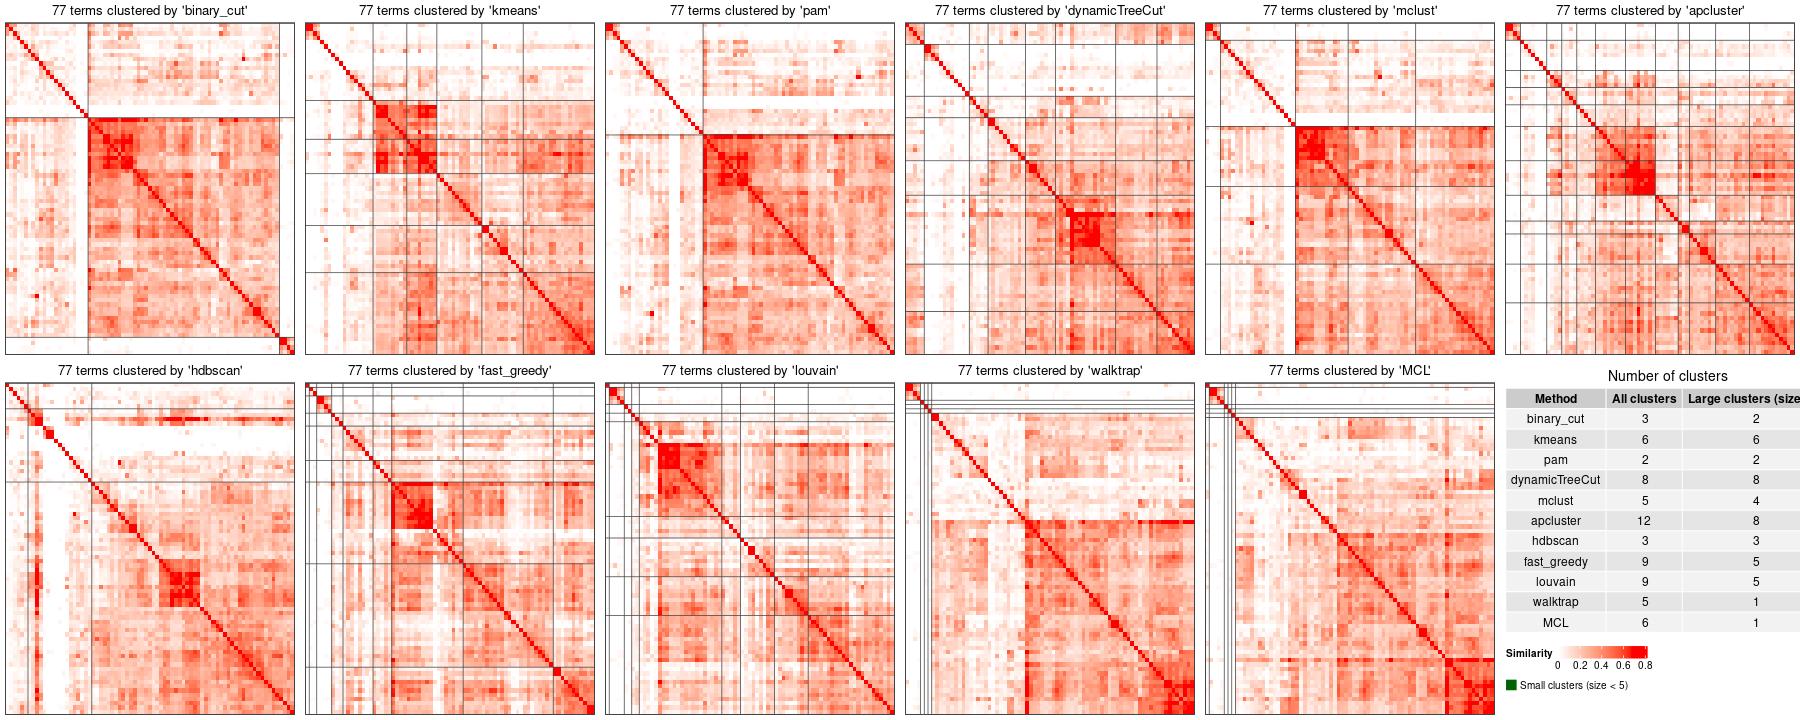 77 terms clustered by 'binary_cut'
77 terms clustered by 'kmeans'
77 terms clustered by 'pam'
77 terms clustered by 'dynamicTreeCut'
77 terms clustered by 'mclust'
77 terms clustered by 'apcluster'
77 terms clustered by 'hdbscan'
77 terms clustered by 'fast_greedy'
77 terms clustered by 'louvain'
77 terms clustered by 'walktrap'
77 terms clustered by 'MCL'
Number of clusters
Method All clusters Large clusters (size
binary_cut 3 2
kmeans 6 6
pam 2 2
dynamicTreeCut 8 8
mclust 5 4
apcluster 12 8
hdbscan 3 3
fast_greedy 9 5
louvain 9 5
walktrap 5 1
MCL 6 1
Similarity
0 0.2 0.4 0.6 0.8
Small clusters (size < 5)